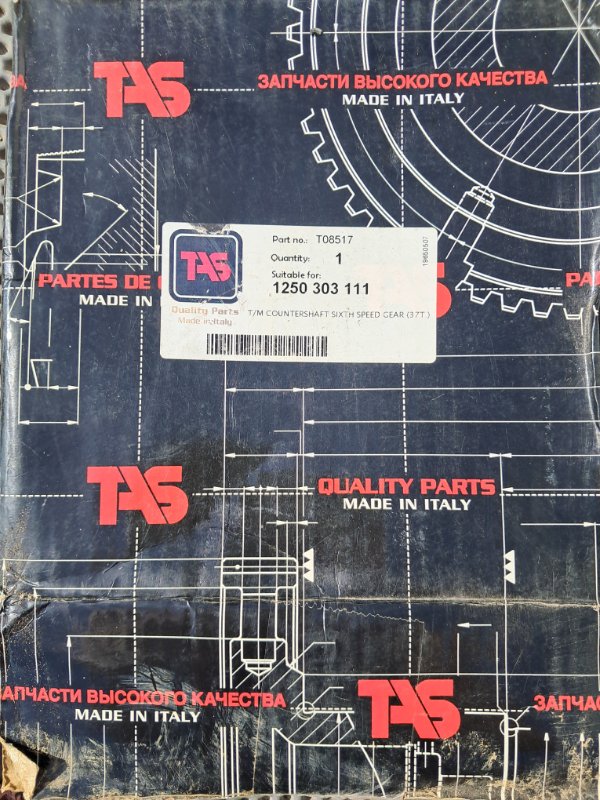 TAS
ЗАПЧАСТИ ВЫСОКОГО КАЧЕСТВА
MADE IN ITALY
TAS
Part no.: T08517
Quantity: 1
Suitable for:
1250 303 111
Quality Parts
Made in Italy
T/M COUNTERSHAFT SIXTH SPEED GEAR (37T.)
19650507
PARTES DE
MADE IN
TAS
QUALITY PARTS
MADE IN ITALY
ЗАПЧАСТИ ВЫСОКОГО КАЧЕСТВА
MADE IN ITALY
TAS
ЗАПЧАС